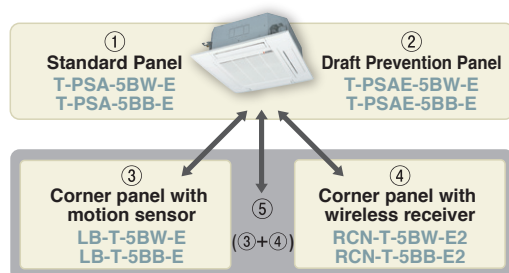 ①
Standard Panel
T-PSA-5BW-E
T-PSA-5BB-E
②
Draft Prevention Panel
T-PSAE-5BW-E
T-PSAE-5BB-E
③
Corner panel with
motion sensor
LB-T-5BW-E
LB-T-5BB-E
⑤
(③+④)
④
Corner panel with
wireless receiver
RCN-T-5BW-E2
RCN-T-5BB-E2